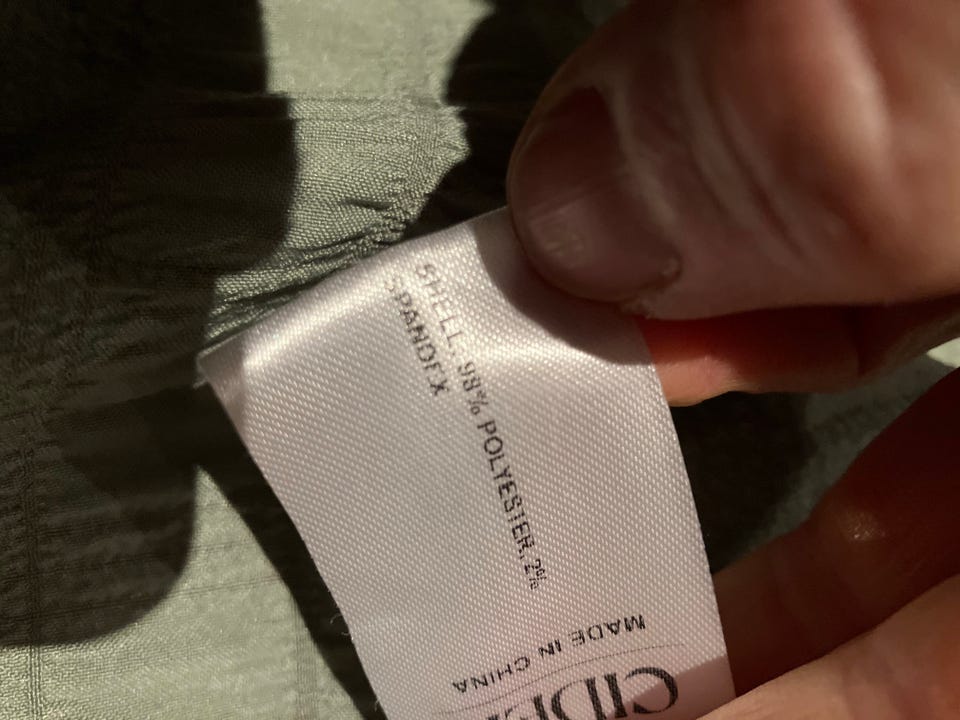 SHELL: 98% POLYESTER, 2%
SPANDEX
MADE IN CHINA